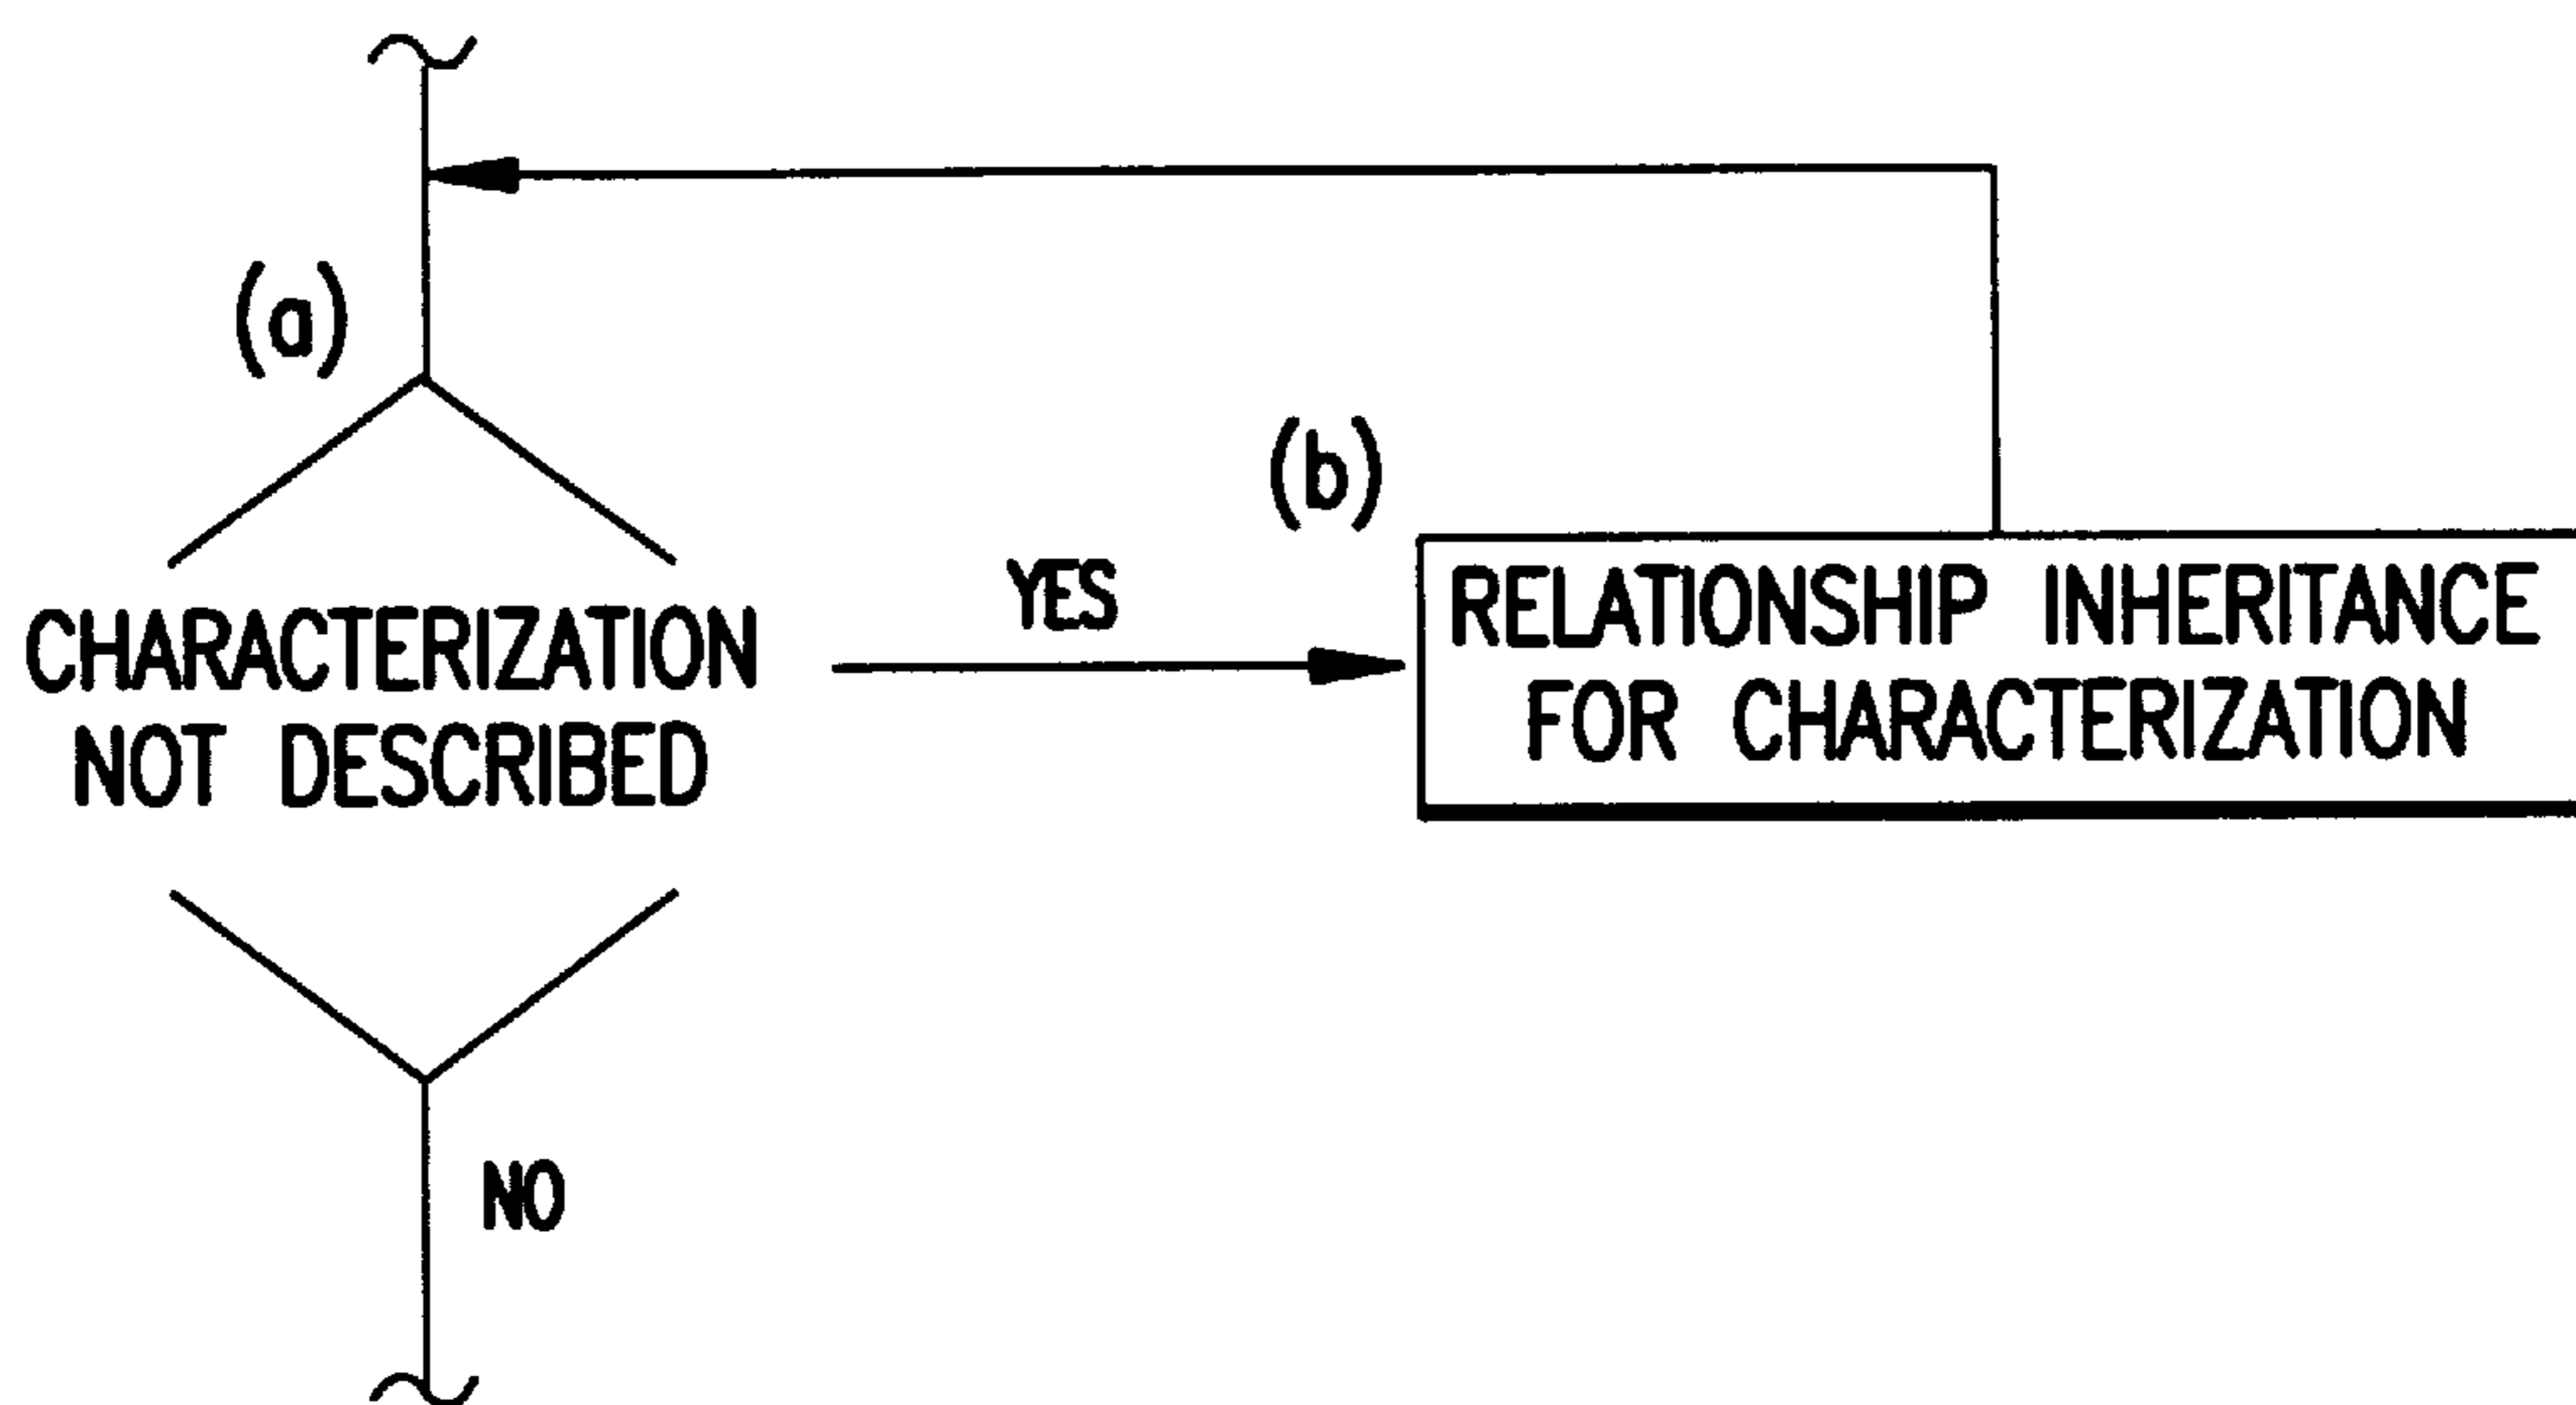 (a)
CHARACTERIZATION
NOT DESCRIBED
YES
(b)
RELATIONSHIP INHERITANCE
FOR CHARACTERIZATION
NO